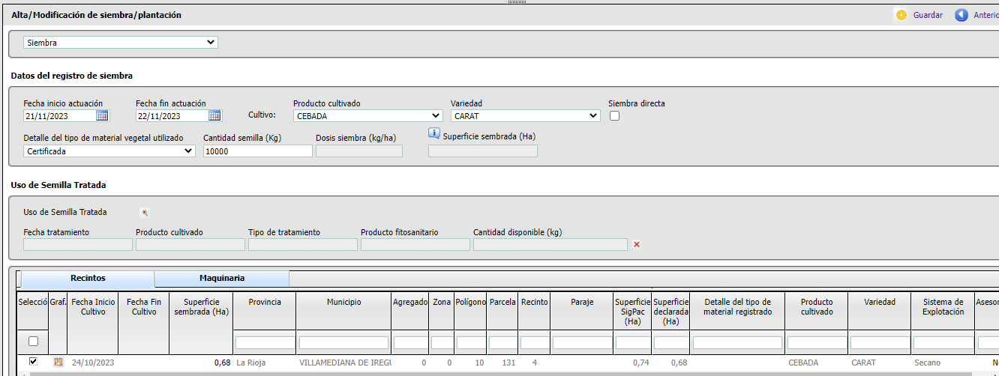 Alta/Modificación de siembra/plantación
Guardar
Siembra
Datos del registro de siembra
Fecha inicio actuación Fecha fin actuación Producto cultivado Variedad Siembra directa
21/11/2023 22/11/2023 Cultivo: CEBADA CARAT
Detalle del tipo de material vegetal utilizado Cantidad semilla (Kg) Dosis siembra (kg/ha) Superficie sembrada (Ha)
Certificada 10000
Uso de Semilla Tratada
Uso de Semilla Tratada
Fecha tratamiento Producto cultivado Tipo de tratamiento Producto fitosanitario Cantidad disponible (kg)
Recintos Maquinaria
Selecció Graf. Fecha Inicio Cultivo Fecha Fin Cultivo Superficie sembrada (Ha) Provincia Municipio Agregado Zona Polígono Parcela Recinto Paraje Superficie SigPac (Ha) Superficie declarada (Ha) Detalle del tipo de material registrado Producto cultivado Variedad Sistema de Explotación Aseso
24/10/2023 0,68 La Rioja VILLAMEDIANA DE IREGU 0 0 10 131 4 0,74 0,68 CEBADA CARAT Secano